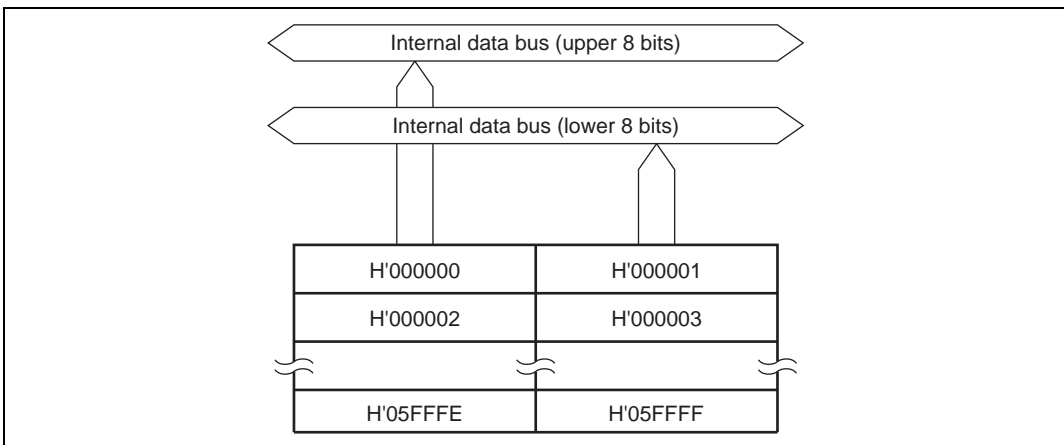 Internal data bus (upper 8 bits)
Internal data bus (lower 8 bits)
H'000000 H'000001
H'000002 H'000003
H'05FFFE H'05FFFF